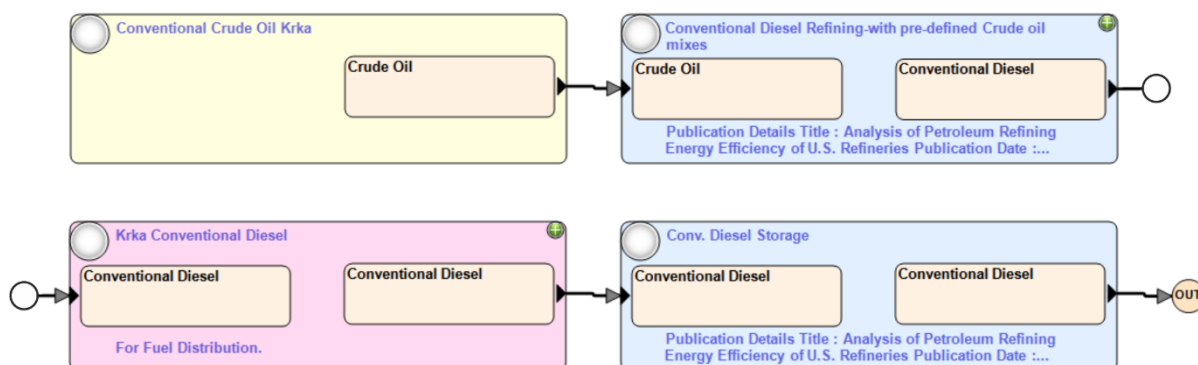 Conventional Crude Oil Krka
Crude Oil
Conventional Diesel Refining-with pre-defined Crude oil
mixes
Crude Oil
Conventional Diesel
Publication Details Title : Analysis of Petroleum Refining
Energy Efficiency of U.S. Refineries Publication Date :...
Krka Conventional Diesel
Conventional Diesel
Conventional Diesel
For Fuel Distribution.
Conv. Diesel Storage
Conventional Diesel
Conventional Diesel
Publication Details Title : Analysis of Petroleum Refining
Energy Efficiency of U.S. Refineries Publication Date :...
OUT